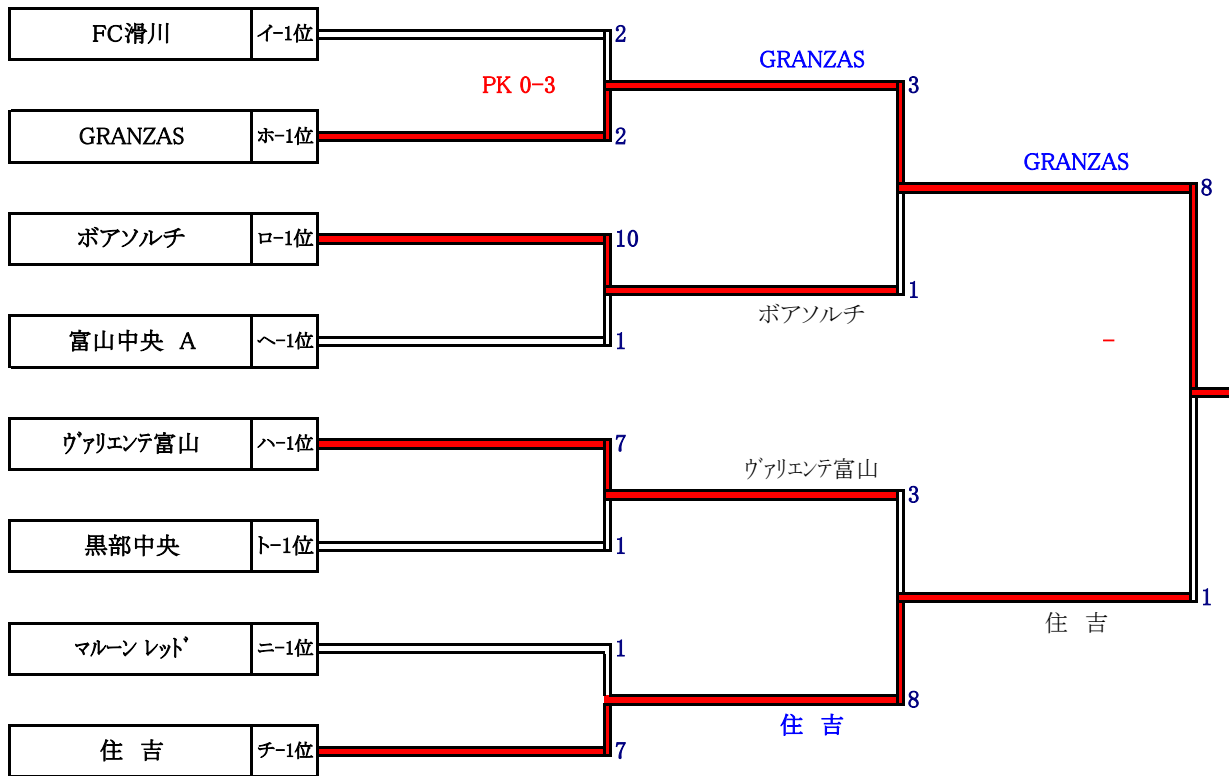 FC滑川 イ-1位
2
GRANZAS
3
PK 0-3
GRANZAS ホ-1位
2
GRANZAS
8
ボアソルチ ロ-1位
10
1
ボアソルチ
富山中央 A ヘ-1位
1
-
ヴァリエンテ富山 ハ-1位
7
ヴァリエンテ富山
3
黒部中央 ト-1位
1
1
住 吉
マルーン レッド ニ-1位
1
8
住 吉
住 吉 チ-1位
7